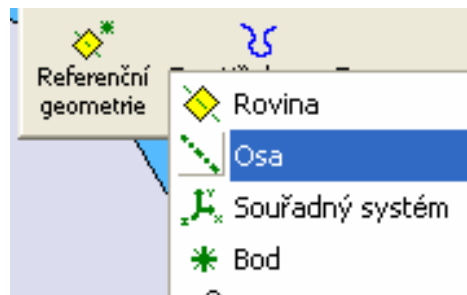 Referenční
geometrie
Rovina
Osa
Souřadný systém
Bod